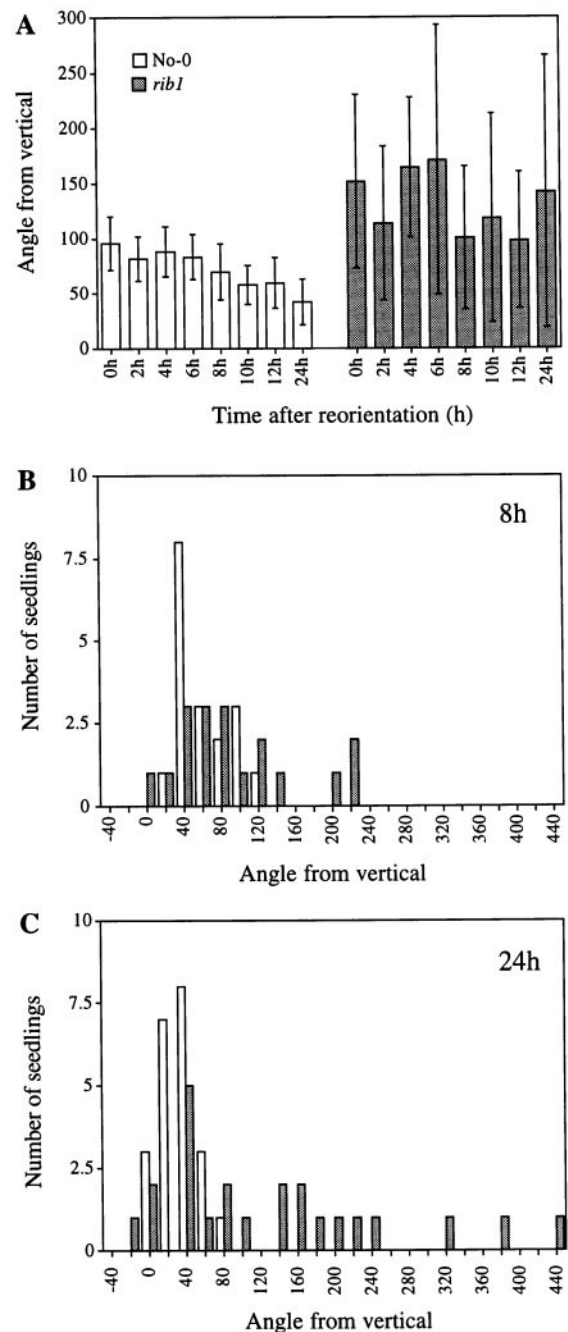 A
300
250
200
150
100
50
0
Angle from vertical
No-0
rib1
0h 2h 4h 6h 8h 10h 12h 24h 0h 2h 4h 6h 8h 10h 12h 24h
Time after reorientation (h)
B
10
7.5
5
2.5
0
Number of seedlings
8h
-40 0 40 80 120 160 200 240 280 320 360 400 440
Angle from vertical
C
10
7.5
5
2.5
0
Number of seedlings
24h
-40 0 40 80 120 160 200 240 280 320 360 400 440
Angle from vertical